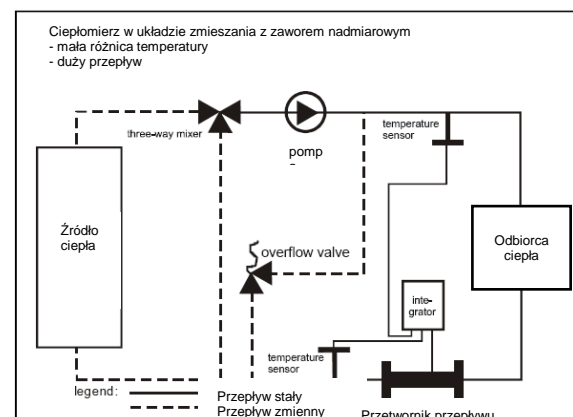 Ciepłomierz w układzie zmieszania z zaworem nadmiarowym
- mała różnica temperatury
- duży przepływ
three-way mixer
pomp
temperature
sensor
Źródło
ciepła
overflow valve
Odbiorca
ciepła
inte-
grator
temperature
sensor
legend:
Przepływ stały
Przepływ zmienny
Przetwornik przepływu